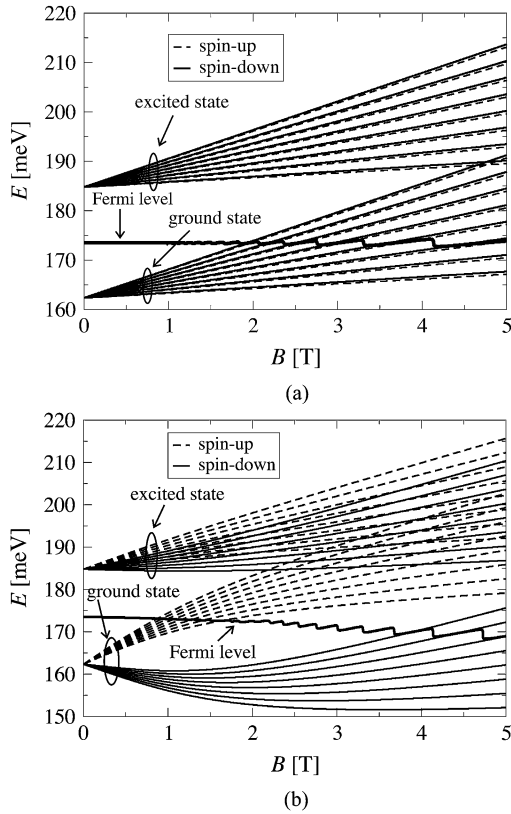 220
spin-up
spin-down
210
excited state
200
E [meV]
190
Fermi level
ground state
180
170
160
0 1 2 3 4 5
B [T]
(a)
220
spin-up
spin-down
210
excited state
200
190
E [meV]
180
ground state
170
Fermi level
160
150
0 1 2 3 4 5
B [T]
(b)